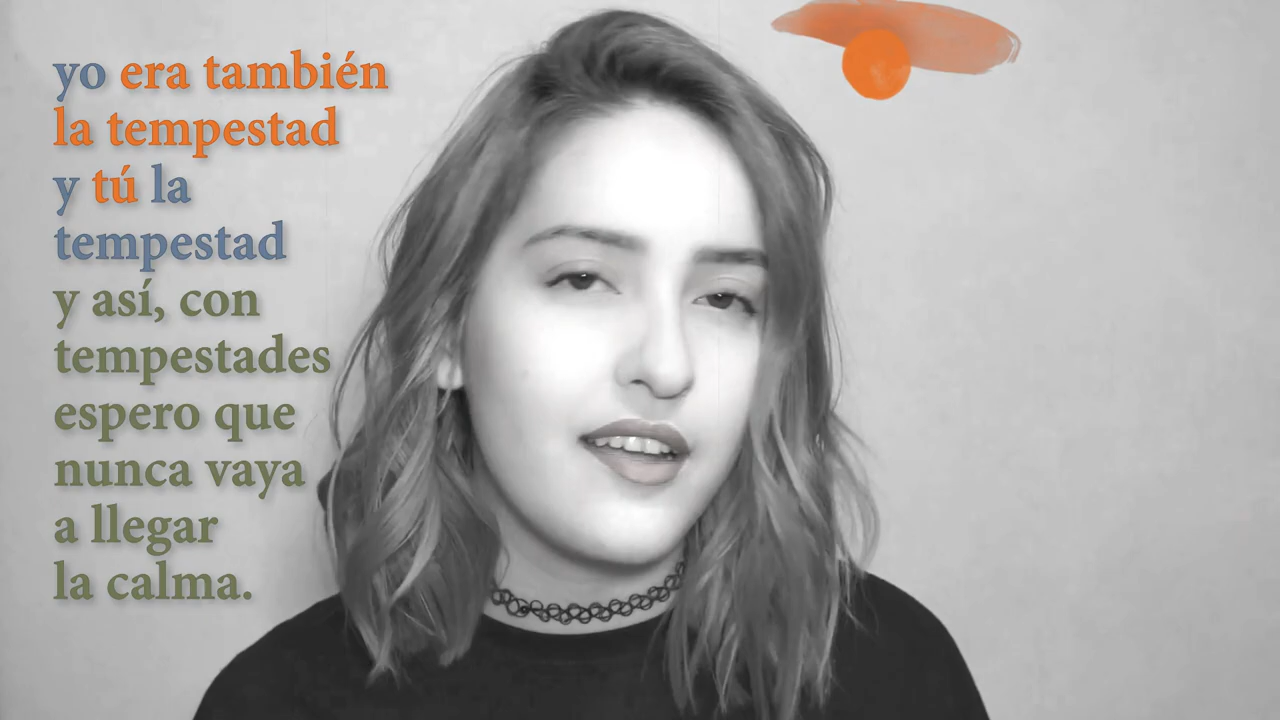 yo era también
la tempestad
y tú la
tempestad
y así, con
tempestades
espero que
nunca vaya
a llegar
la calma.